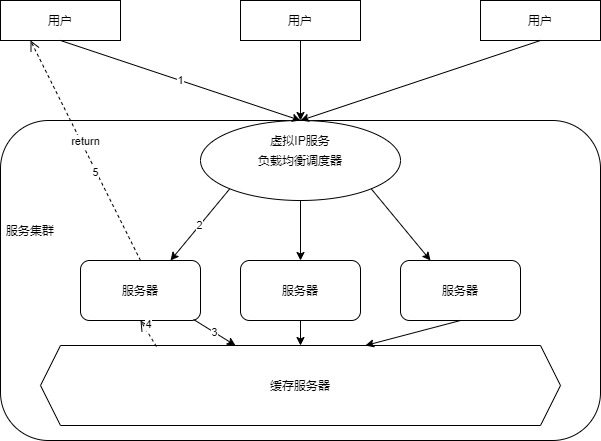 用户
用户
用户
1
return
5
虚拟IP服务
负载均衡调度器
服务集群
2
服务器
服务器
服务器
4
3
缓存服务器